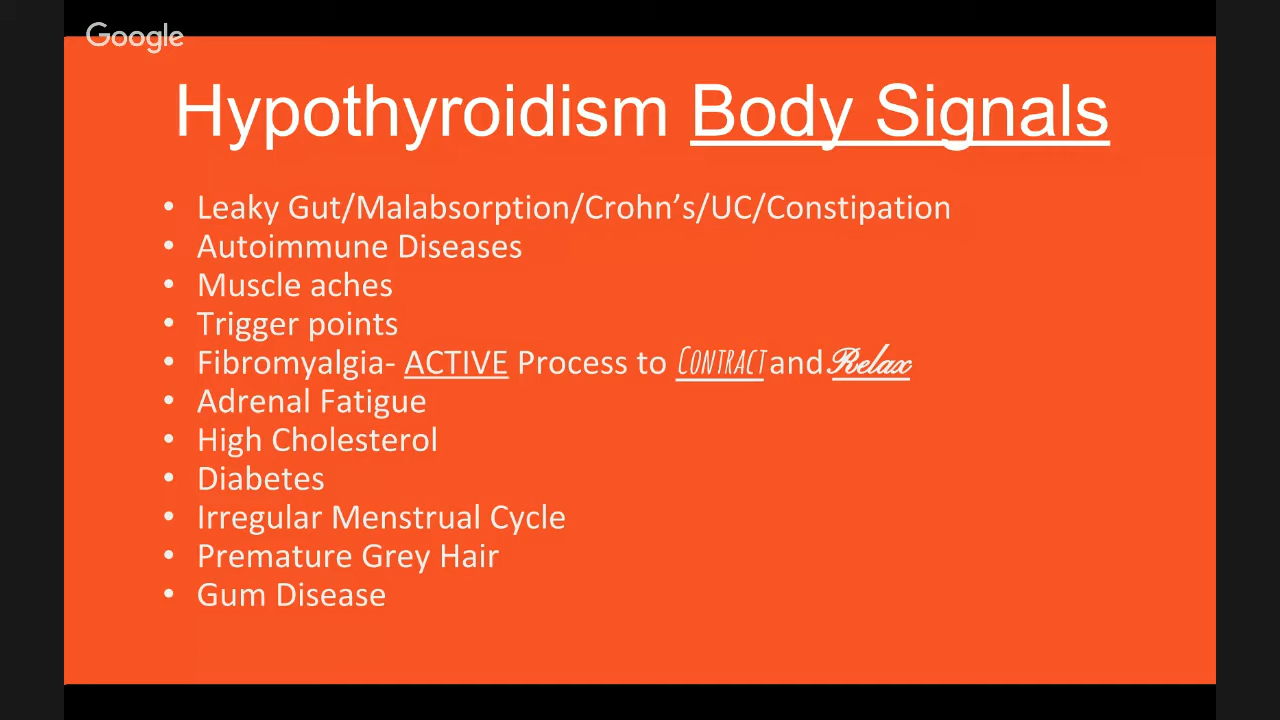 Google
Hypothyroidism Body Signals
• Leaky Gut/Malabsorption/Crohn’s/UC/Constipation
• Autoimmune Diseases
• Muscle aches
• Trigger points
• Fibromyalgia- ACTIVE Process to CONTRACT and Relax
• Adrenal Fatigue
• High Cholesterol
• Diabetes
• Irregular Menstrual Cycle
• Premature Grey Hair
• Gum Disease